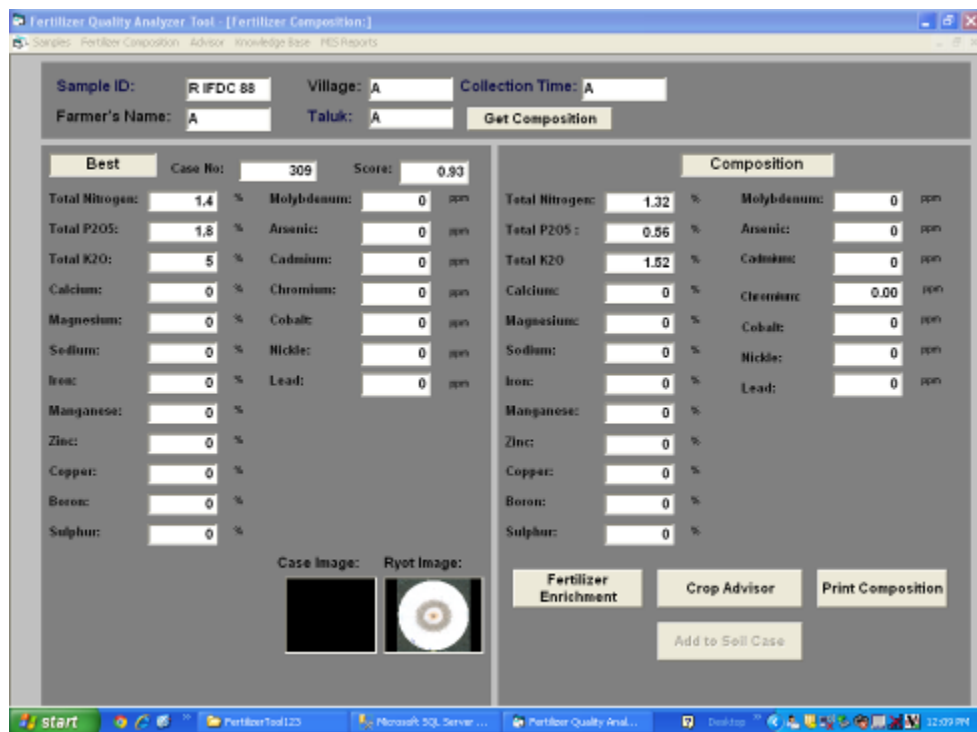 Fertilizer Quality Analyzer Tool - [Fertilizer Composition:]
Samples Fertilizer Composition Advisor Knowledge Base MIS Reports
Sample ID: R IFDC 88 Village: A Collection Time: A
Farmer's Name: A Taluk: A Get Composition
Best Case No: 309 Score: 0.93
Total Nitrogen: 1.4 % Molybdenum: 0 ppm
Total P2O5: 1.8 % Arsenic: 0 ppm
Total K2O: 5 % Cadmium: 0 ppm
Calcium: 0 % Chromium: 0 ppm
Magnesium: 0 % Cobalt: 0 ppm
Sodium: 0 % Nickle: 0 ppm
Iron: 0 % Lead: 0 ppm
Manganese: 0 %
Zinc: 0 %
Copper: 0 %
Boron: 0 %
Sulphur: 0 %
Case Image: Ryot Image:
Composition
Total Nitrogen: 1.32 % Molybdenum: 0 ppm
Total P2O5 : 0.56 % Arsenic: 0 ppm
Total K2O 1.52 % Cadmium: 0 ppm
Calcium: 0 % Chromium: 0.00 ppm
Magnesium: 0 % Cobalt: 0 ppm
Sodium: 0 % Nickle: 0 ppm
Iron: 0 % Lead: 0 ppm
Manganese: 0 %
Zinc: 0 %
Copper: 0 %
Boron: 0 %
Sulphur: 0 %
Fertilizer Enrichment Crop Advisor Print Composition
Add to Soil Case
start FertilizerTool123 Microsoft SQL Server ... Fertilizer Quality Anal... Desktop 12:09 PM